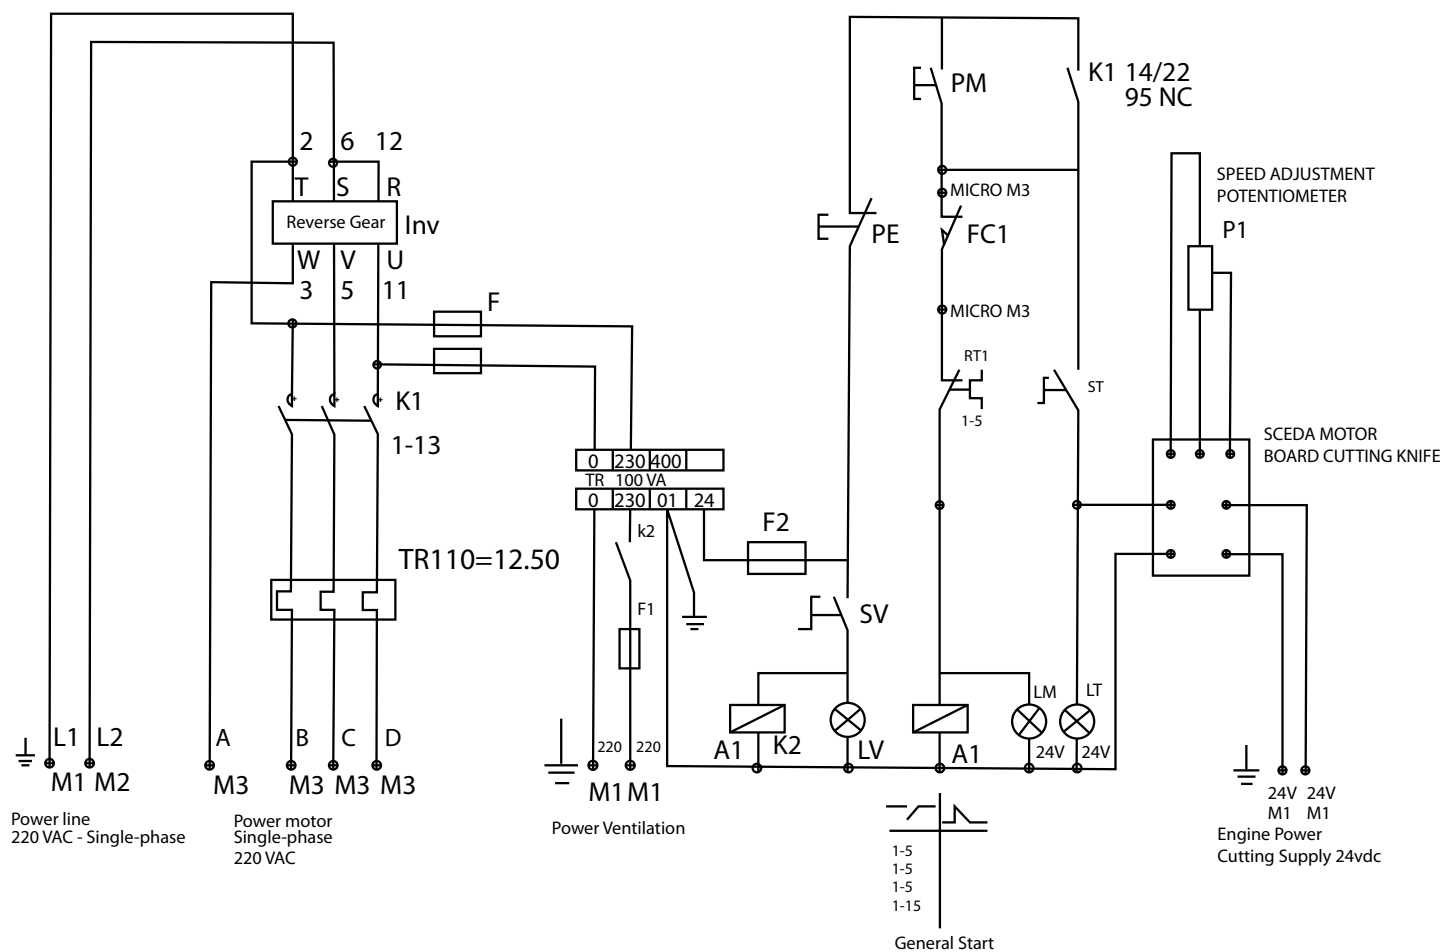 K1 14/22
95 NC
PM
2 6 12
T S R
Reverse Gear
Inv
W V U
3 5 11
F
MICRO M3
FC1
PE
MICRO M3
SPEED ADJUSTMENT
POTENTIOMETER
P1
RT1
1-5
ST
K1
1-13
SCEDA MOTOR
BOARD CUTTING KNIFE
0 230 400
TR 100 VA
0 230 01 24
k2
F2
TR110=12.50
F1
SV
LM LT
L1 L2 A B C D
220 220
A1 K2 LV A1 24V 24V
M1 M2 M3 M3 M3 M3
M1 M1
24V 24V
M1 M1
Power line
220 VAC - Single-phase
Power motor
Single-phase
220 VAC
Power Ventilation
Engine Power
Cutting Supply 24vdc
1-5
1-5
1-5
1-15
General Start